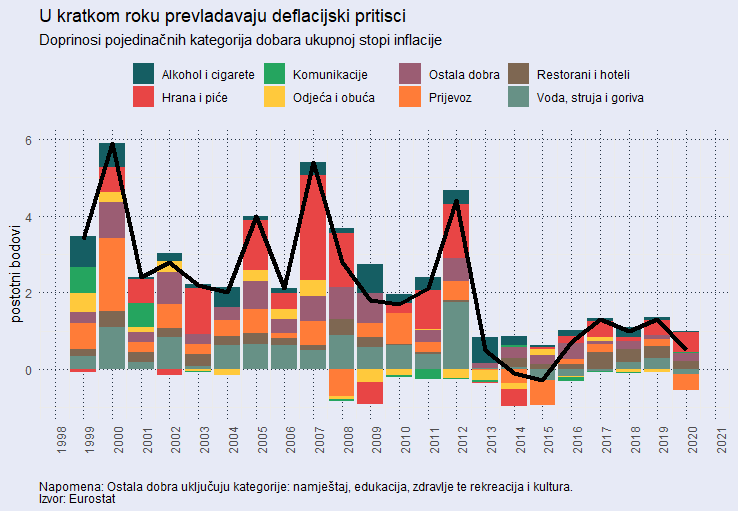 U kratkom roku prevladavaju deflacijski pritisci
Doprinosi pojedinačnih kategorija dobara ukupnoj stopi inflacije
Alkohol i cigarete
Komunikacije
Ostala dobra
Restorani i hoteli
Hrana i piće
Odjeća i obuća
Prijevoz
Voda, struja i goriva
postotni bodovi
6
4
2
0
1998
1999
2000
2001
2002
2003
2004
2005
2006
2007
2008
2009
2010
2011
2012
2013
2014
2015
2016
2017
2018
2019
2020
2021
Napomena: Ostala dobra uključuju kategorije: namještaj, edukacija, zdravlje te rekreacija i kultura.
Izvor: Eurostat